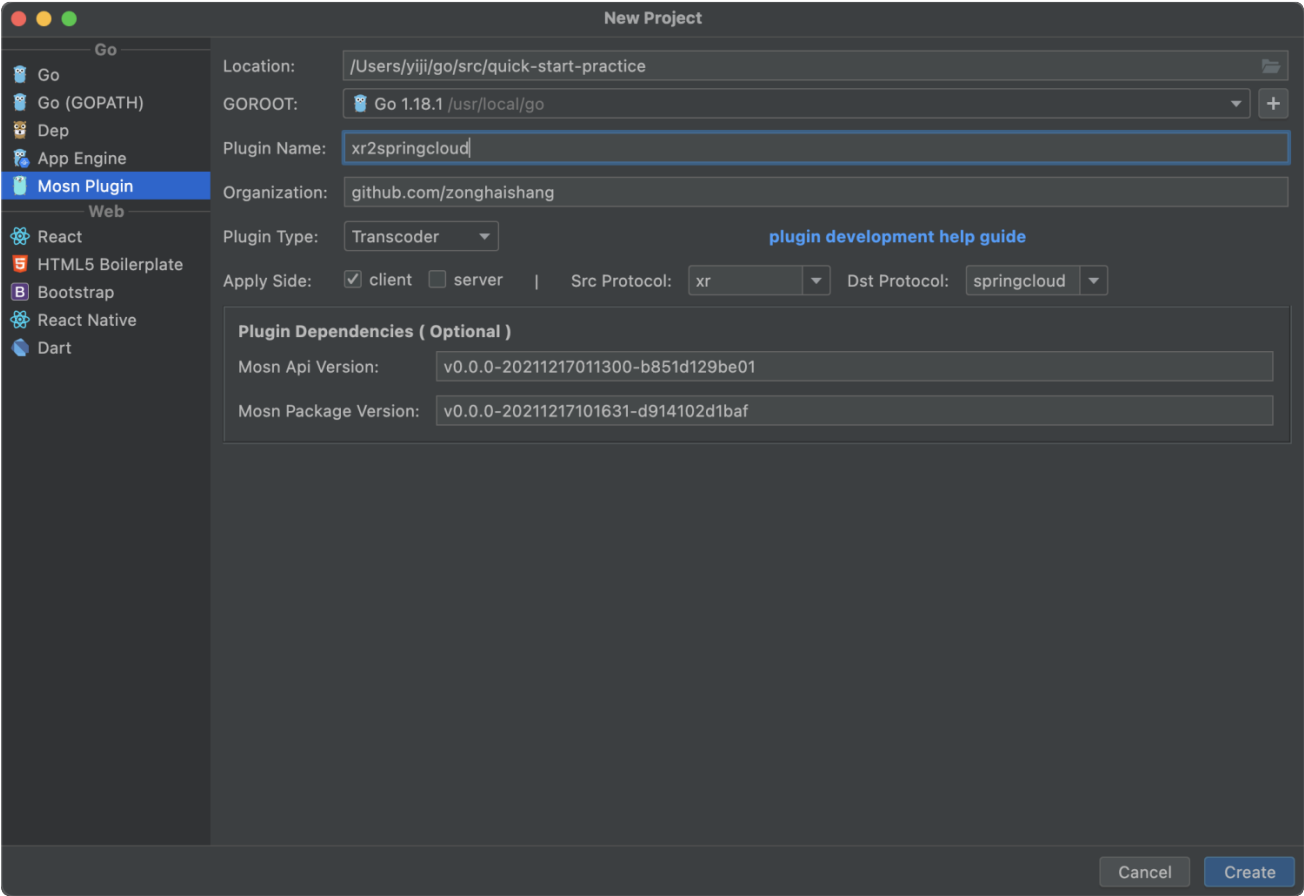 New Project
Go
Go
Go (GOPATH)
Dep
App Engine
Mosn Plugin
Web
React
HTML5 Boilerplate
Bootstrap
React Native
Dart
Location: /Users/yiji/go/src/quick-start-practice
GOROOT: Go 1.18.1 /usr/local/go
Plugin Name: xr2springcloud
Organization: github.com/zonghaishang
Plugin Type: Transcoder plugin development help guide
Apply Side: client server | Src Protocol: xr Dst Protocol: springcloud
Plugin Dependencies ( Optional )
Mosn Api Version: v0.0.0-20211217011300-b851d129be01
Mosn Package Version: v0.0.0-20211217101631-d914102d1baf
Cancel Create